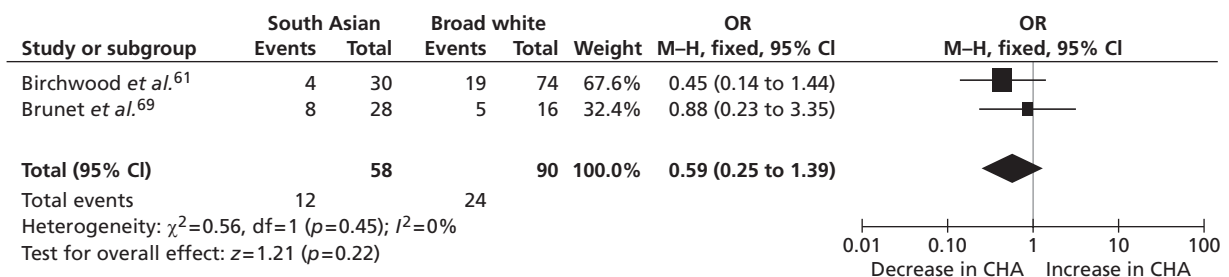 South Asian Broad white OR OR
Study or subgroup Events Total Events Total Weight M–H, fixed, 95% CI M–H, fixed, 95% CI
Birchwood et al.61 4 30 19 74 67.6% 0.45 (0.14 to 1.44)
Brunet et al.69 8 28 5 16 32.4% 0.88 (0.23 to 3.35)
Total (95% CI) 58 90 100.0% 0.59 (0.25 to 1.39)
Total events 12 24
Heterogeneity: χ2=0.56, df=1 (p=0.45); I2=0%
Test for overall effect: z=1.21 (p=0.22)
0.01 0.10 1 10 100
Decrease in CHA Increase in CHA